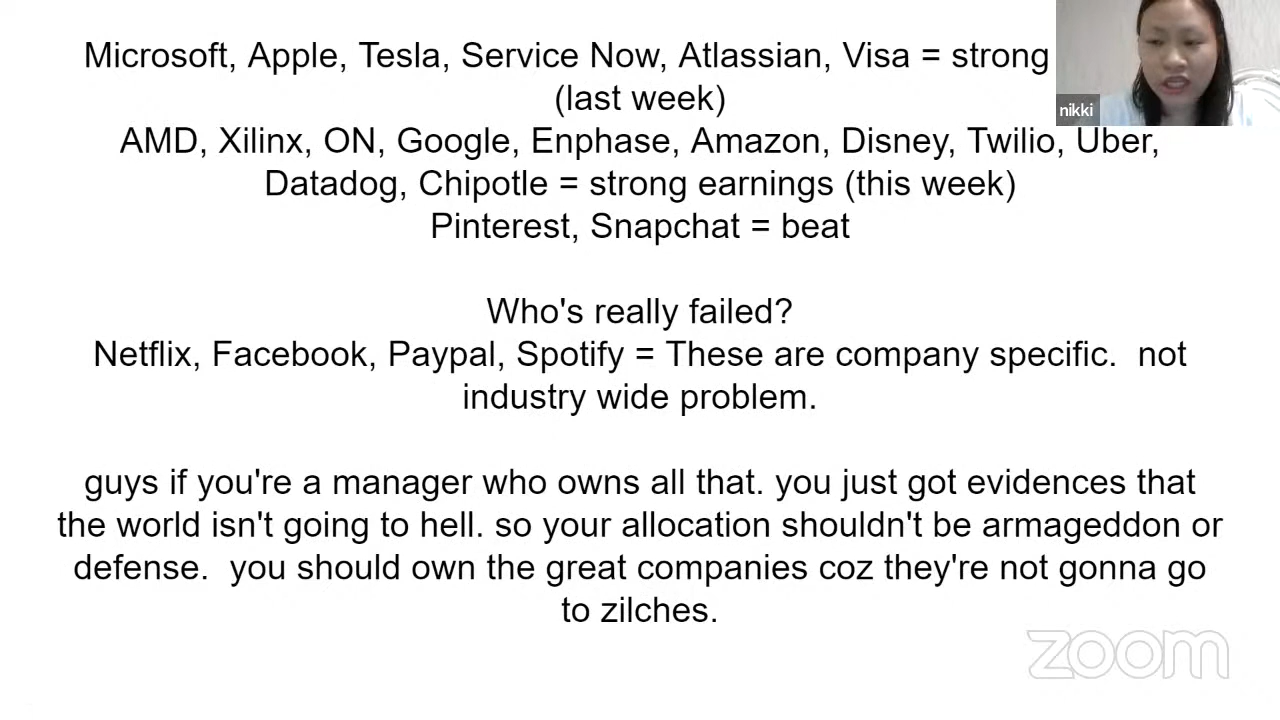 Microsoft, Apple, Tesla, Service Now, Atlassian, Visa = strong
(last week)
AMD, Xilinx, ON, Google, Enphase, Amazon, Disney, Twilio, Uber,
Datadog, Chipotle = strong earnings (this week)
Pinterest, Snapchat = beat
Who's really failed?
Netflix, Facebook, Paypal, Spotify = These are company specific.  not
industry wide problem.
guys if you're a manager who owns all that. you just got evidences that
the world isn't going to hell. so your allocation shouldn't be armageddon or
defense.  you should own the great companies coz they're not gonna go
to zilches.
nikki
zoom